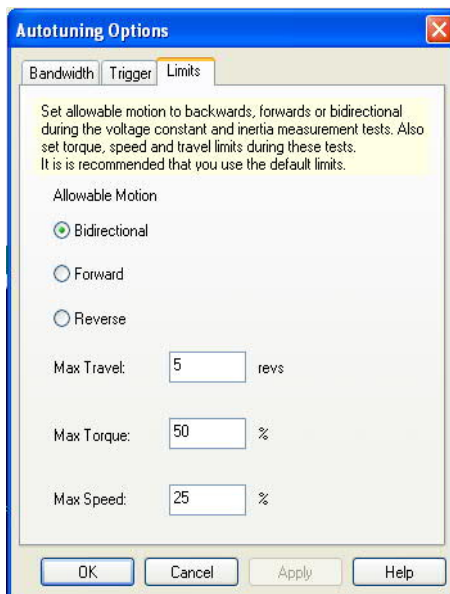 Autotuning Options
Bandwidth Trigger Limits
Set allowable motion to backwards, forwards or bidirectional
during the voltage constant and inertia measurement tests. Also
set torque, speed and travel limits during these tests.
It is is recommended that you use the default limits.
Allowable Motion
Bidirectional
Forward
Reverse
Max Travel: 5 revs
Max Torque: 50 %
Max Speed: 25 %
OK Cancel Apply Help